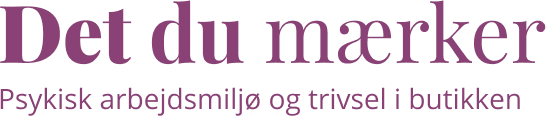 Det du mærker
Psykisk arbejdsmiljø og trivsel i butikken